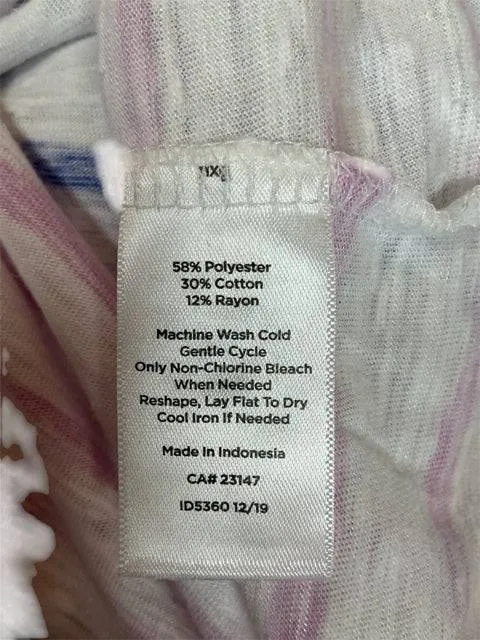 58% Polyester
30% Cotton
12% Rayon
Machine Wash Cold
Gentle Cycle
Only Non-Chlorine Bleach
When Needed
Reshape, Lay Flat To Dry
Cool Iron If Needed
Made In Indonesia
CA# 23147
ID5360 12/19